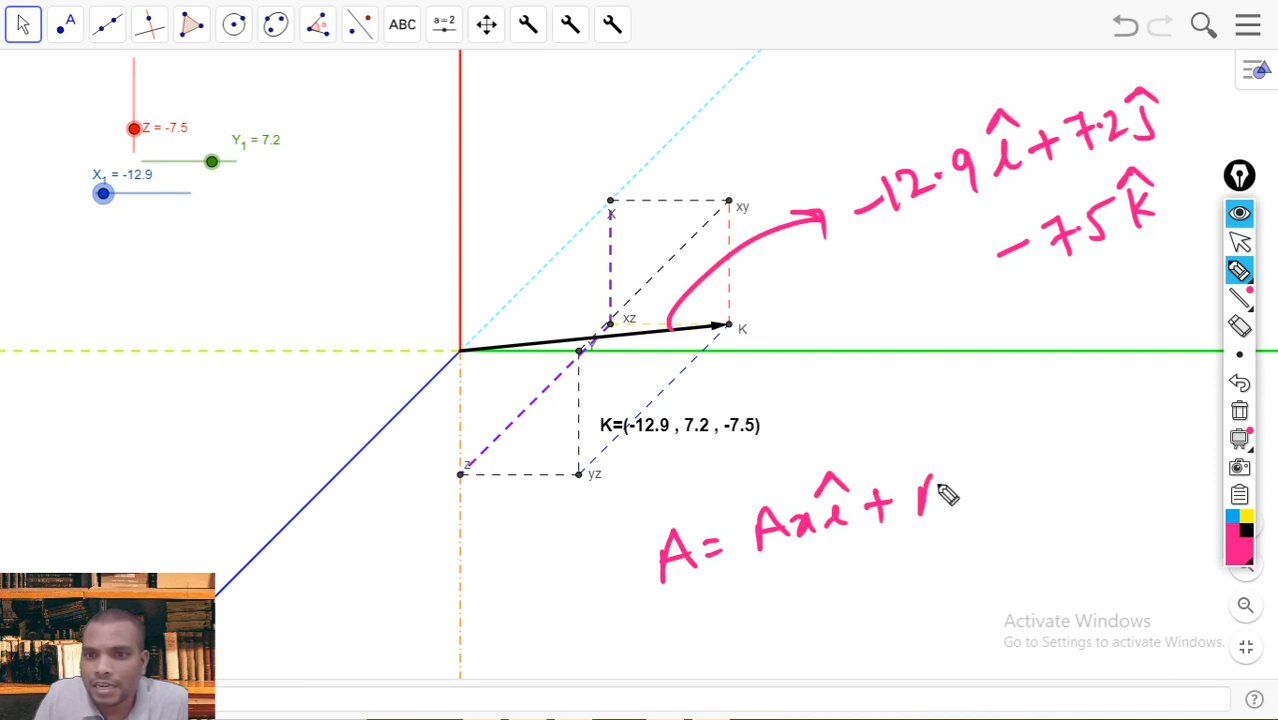 ABC
a=2
Z = -7.5
Y₁ = 7.2
X₁ = -12.9
-12.9 î + 7.2 ĵ
- 7.5 k̂
X
xy
xz
K
Y
K=(-12.9 , 7.2 , -7.5)
z
yz
A = Ax î +
Activate Windows
Go to Settings to activate Windows.